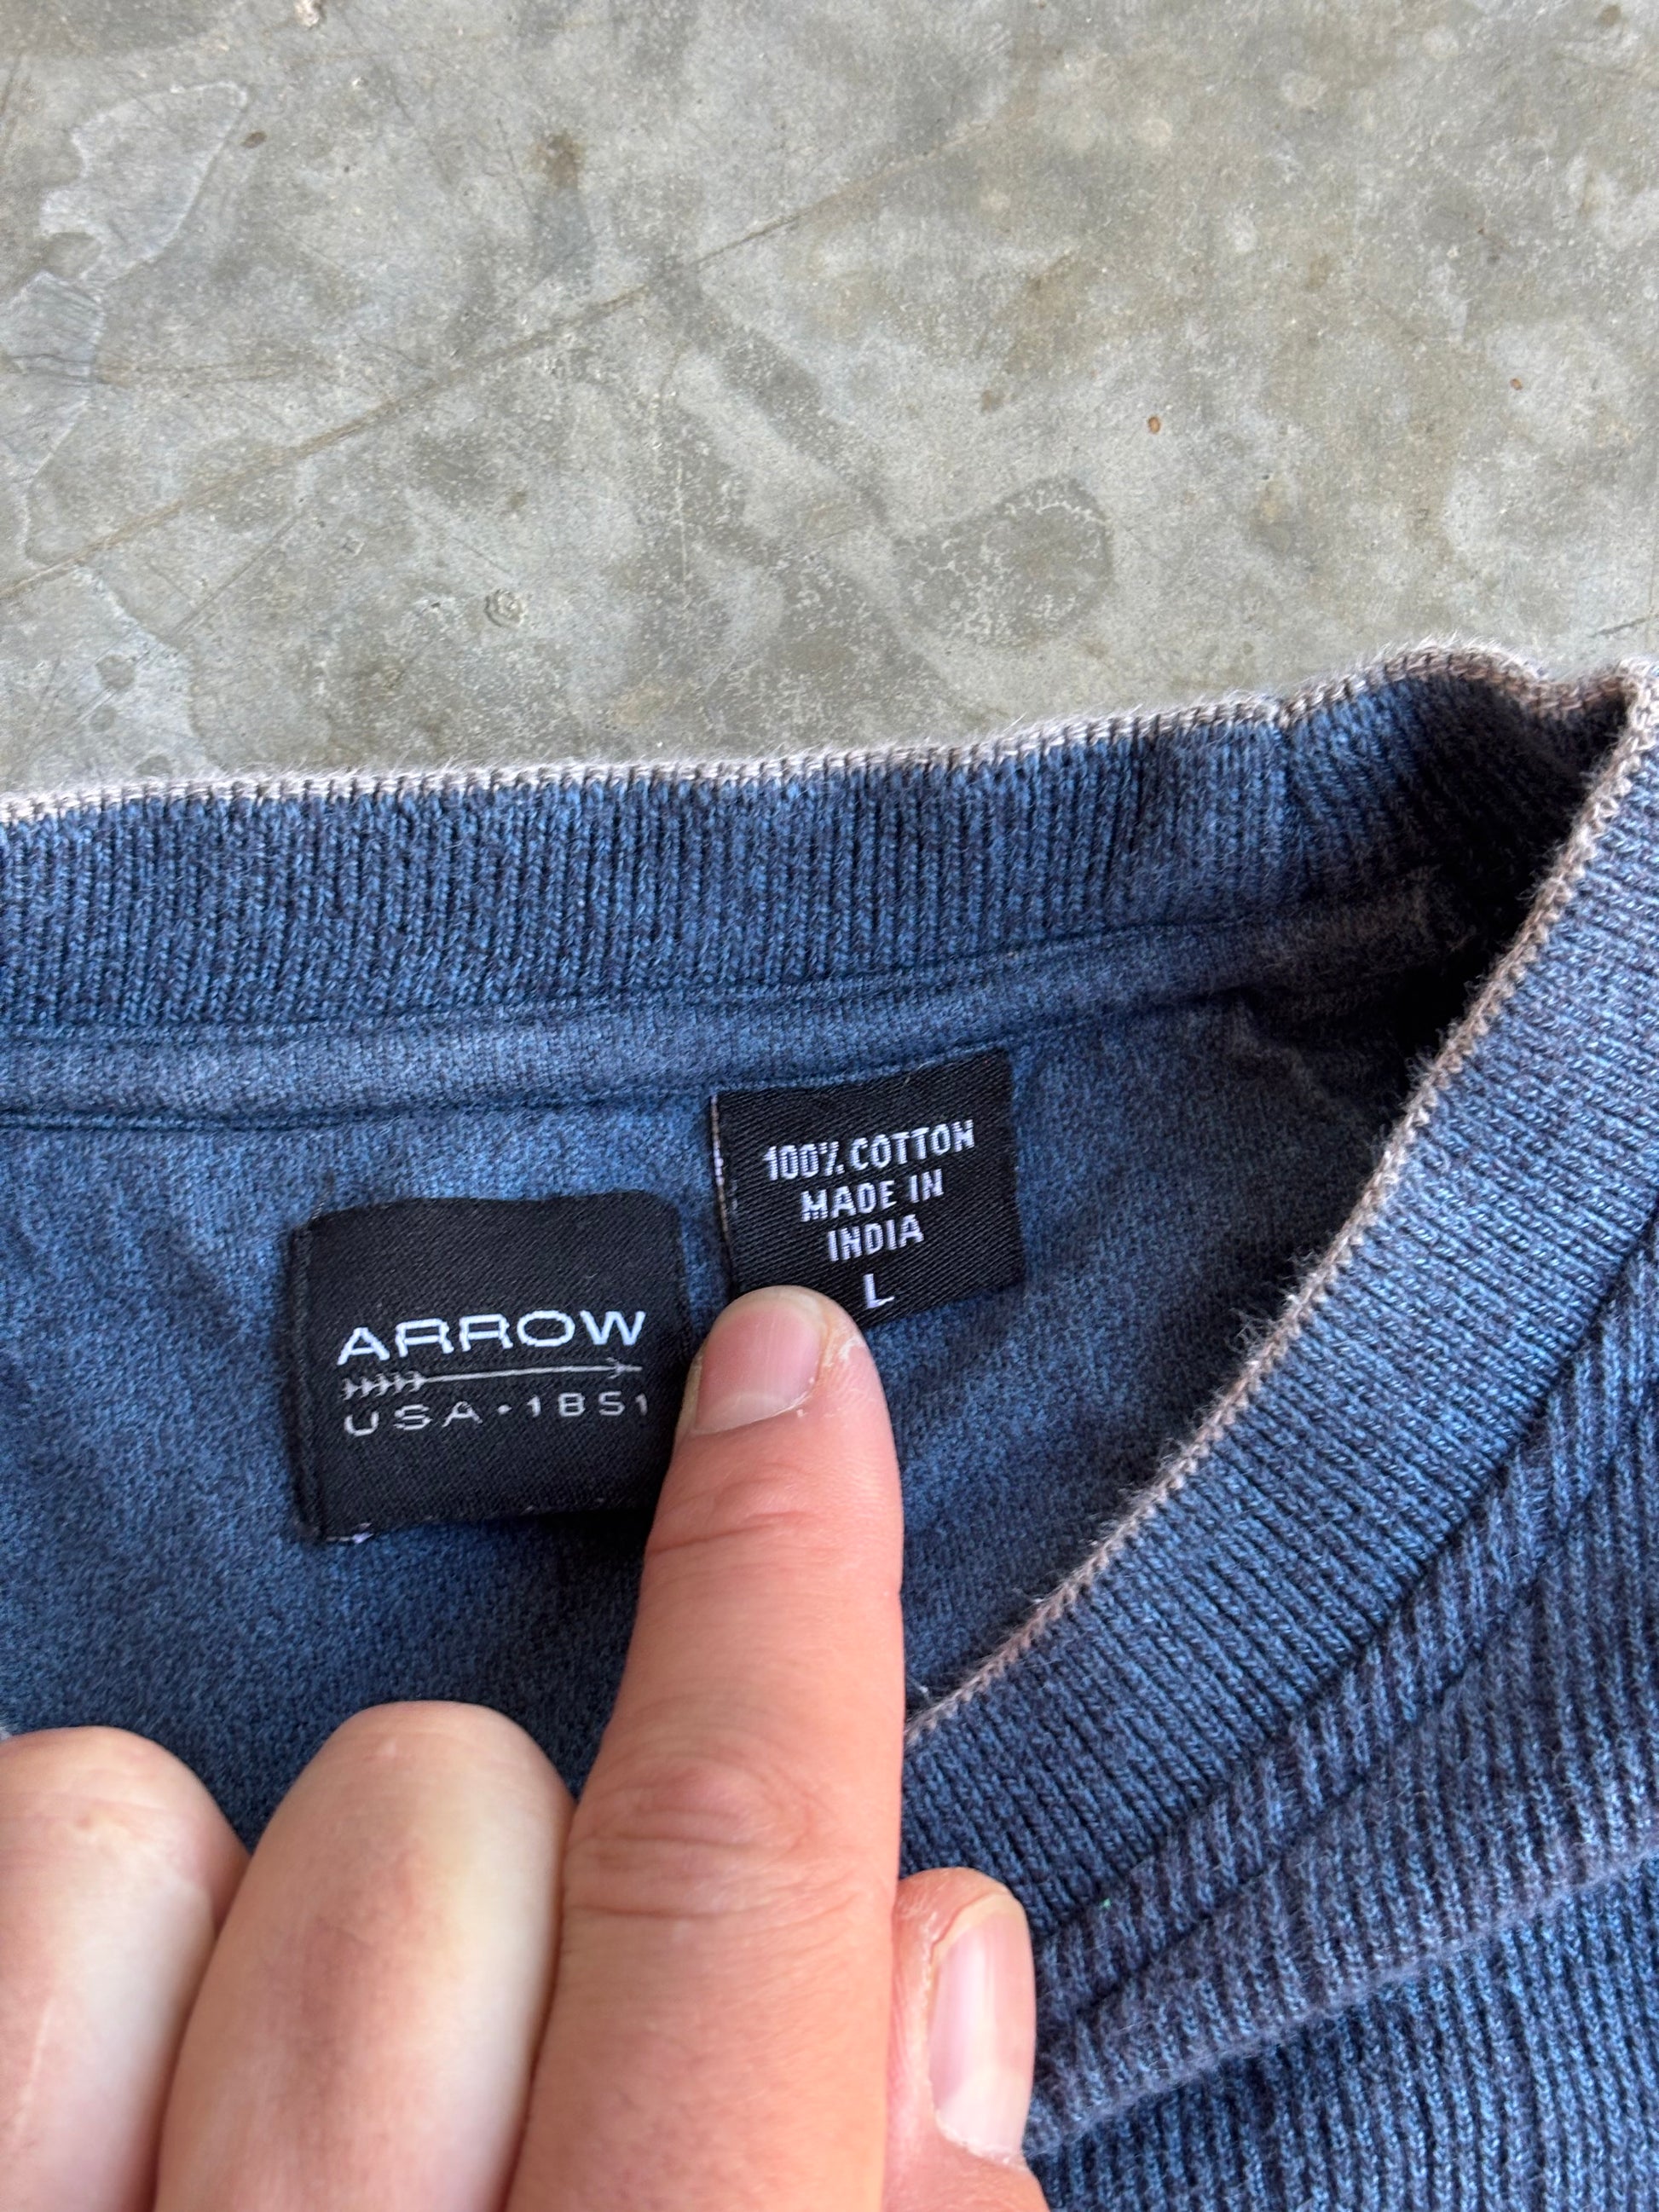 ARROW
USA • 1851
100% COTTON
MADE IN
INDIA
L